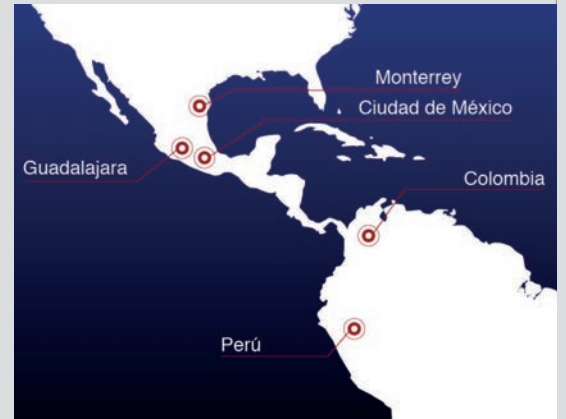 Monterrey
Ciudad de México
Guadalajara
Colombia
Perú